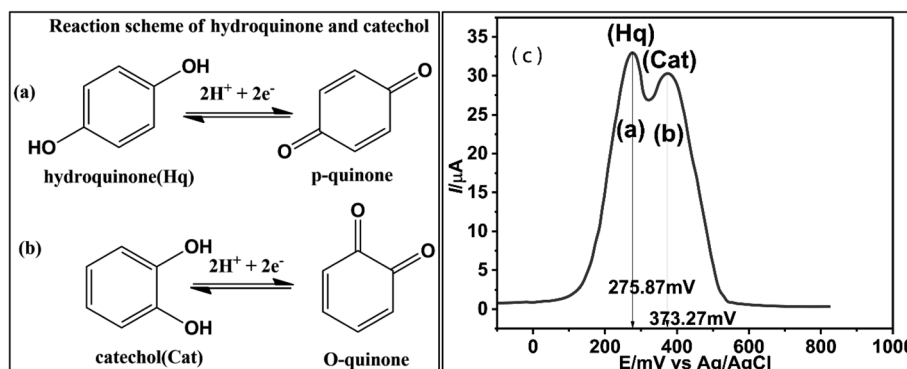 Reaction scheme of hydroquinone and catechol
(a)
OH
HO
2H+ + 2e-
O
O
hydroquinone(Hq)
p-quinone
(b)
OH
OH
2H+ + 2e-
O
O
catechol(Cat)
O-quinone
(c)
(Hq)
(Cat)
(a)
(b)
275.87mV
373.27mV
I/μA
35
30
25
20
15
10
5
0
0 200 400 600 800 1000
E/mV vs Ag/AgCl